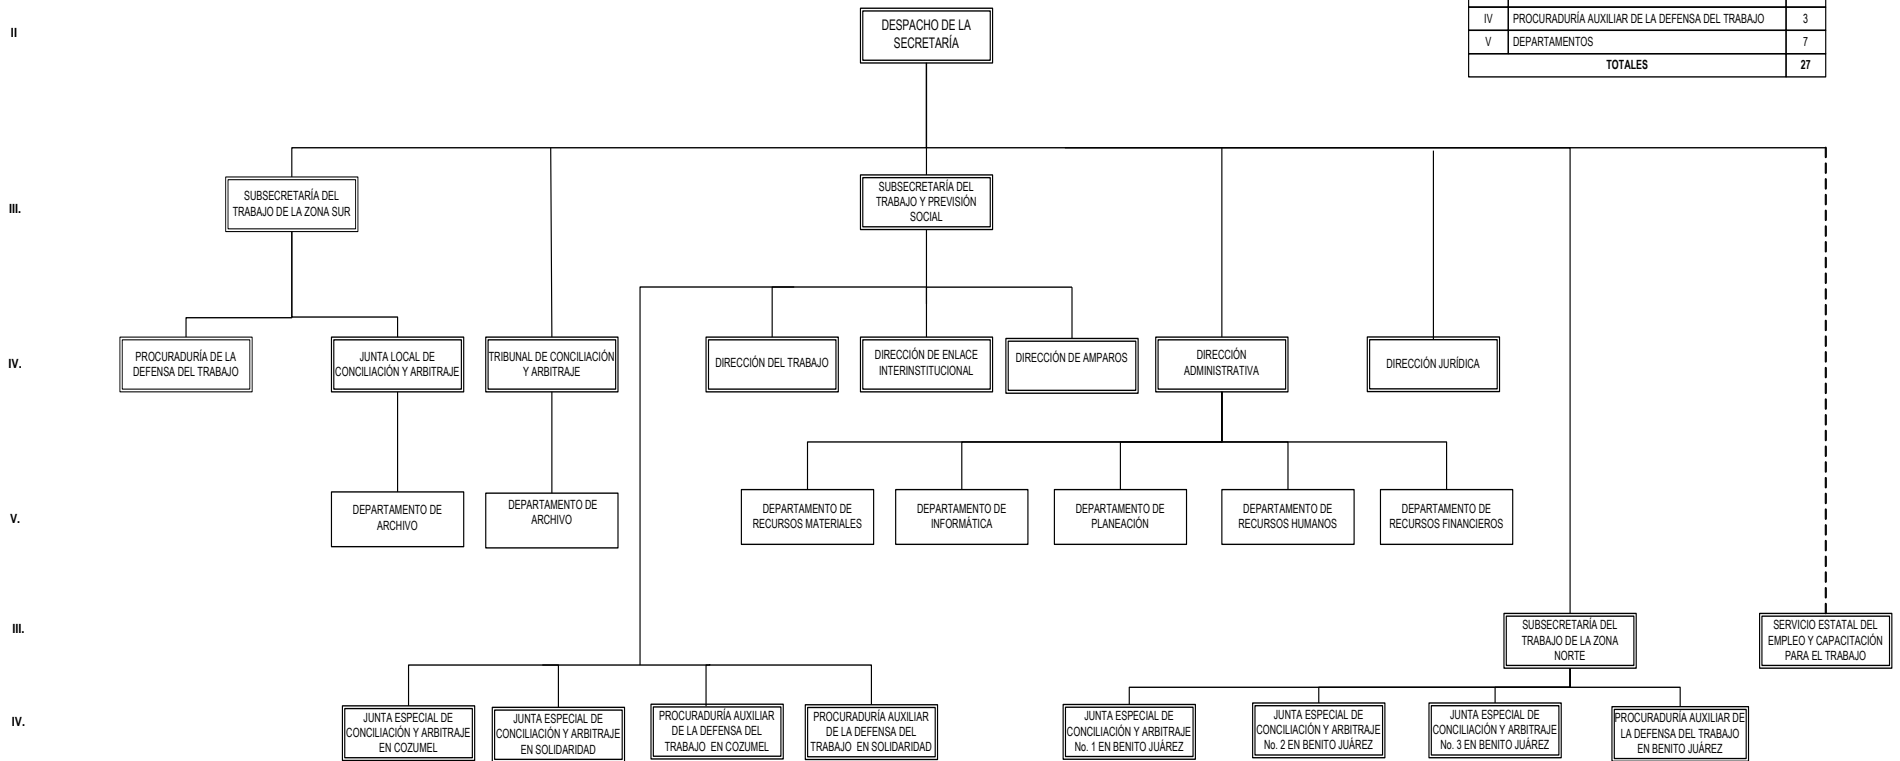 IV PROCURADURÍA AUXILIAR DE LA DEFENSA DEL TRABAJO 3
V DEPARTAMENTOS 7
TOTALES 27
II
DESPACHO DE LA
SECRETARÍA
III.
SUBSECRETARÍA DEL
TRABAJO DE LA ZONA SUR
SUBSECRETARÍA DEL
TRABAJO Y PREVISIÓN
SOCIAL
IV.
PROCURADURÍA DE LA
DEFENSA DEL TRABAJO
JUNTA LOCAL DE
CONCILIACIÓN Y ARBITRAJE
TRIBUNAL DE CONCILIACIÓN
Y ARBITRAJE
DIRECCIÓN DEL TRABAJO
DIRECCIÓN DE ENLACE
INTERINSTITUCIONAL
DIRECCIÓN DE AMPAROS
DIRECCIÓN
ADMINISTRATIVA
DIRECCIÓN JURÍDICA
V.
DEPARTAMENTO DE
ARCHIVO
DEPARTAMENTO DE
ARCHIVO
DEPARTAMENTO DE
RECURSOS MATERIALES
DEPARTAMENTO DE
INFORMÁTICA
DEPARTAMENTO DE
PLANEACIÓN
DEPARTAMENTO DE
RECURSOS HUMANOS
DEPARTAMENTO DE
RECURSOS FINANCIEROS
III.
SUBSECRETARÍA DEL
TRABAJO DE LA ZONA
NORTE
SERVICIO ESTATAL DEL
EMPLEO Y CAPACITACIÓN
PARA EL TRABAJO
IV.
JUNTA ESPECIAL DE
CONCILIACIÓN Y ARBITRAJE
EN COZUMEL
JUNTA ESPECIAL DE
CONCILIACIÓN Y ARBITRAJE
EN SOLIDARIDAD
PROCURADURÍA AUXILIAR
DE LA DEFENSA DEL
TRABAJO EN COZUMEL
PROCURADURÍA AUXILIAR
DE LA DEFENSA DEL
TRABAJO EN SOLIDARIDAD
JUNTA ESPECIAL DE
CONCILIACIÓN Y ARBITRAJE
No. 1 EN BENITO JUÁREZ
JUNTA ESPECIAL DE
CONCILIACIÓN Y ARBITRAJE
No. 2 EN BENITO JUÁREZ
JUNTA ESPECIAL DE
CONCILIACIÓN Y ARBITRAJE
No. 3 EN BENITO JUÁREZ
PROCURADURÍA AUXILIAR DE
LA DEFENSA DEL TRABAJO
EN BENITO JUÁREZ